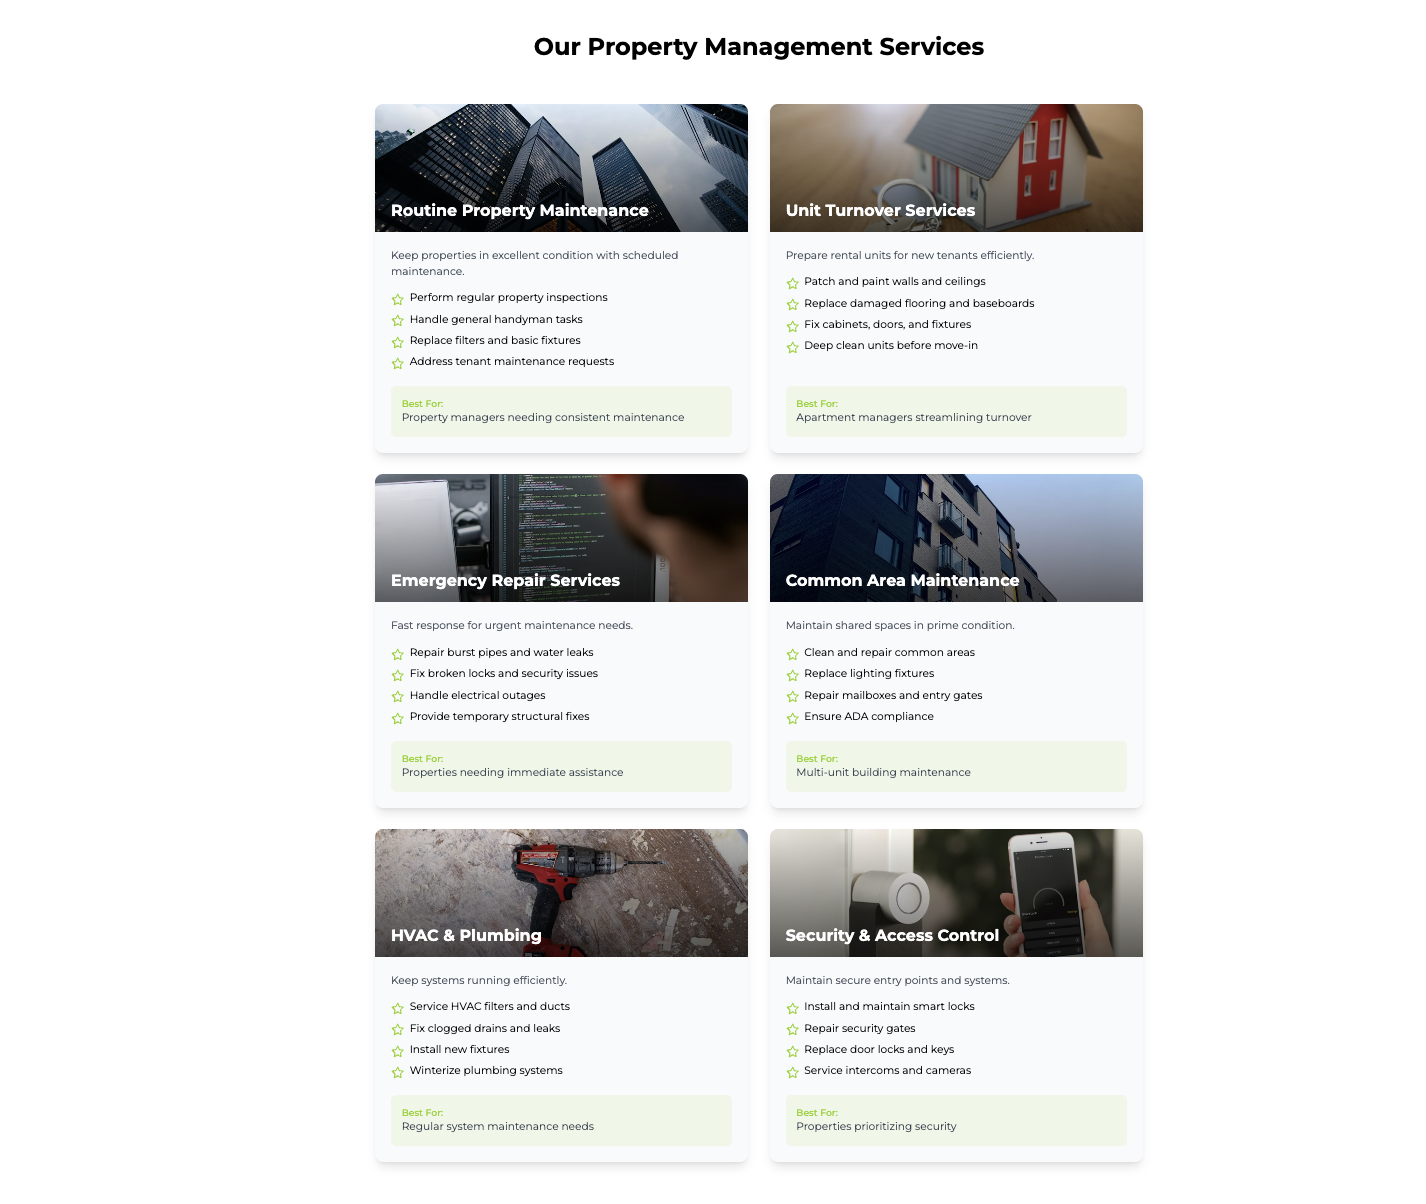 Our Property Management Services
Routine Property Maintenance
Keep properties in excellent condition with scheduled
maintenance.
Perform regular property inspections
Handle general handyman tasks
Replace filters and basic fixtures
Address tenant maintenance requests
Best For:
Property managers needing consistent maintenance
Unit Turnover Services
Prepare rental units for new tenants efficiently.
Patch and paint walls and ceilings
Replace damaged flooring and baseboards
Fix cabinets, doors, and fixtures
Deep clean units before move-in
Best For:
Apartment managers streamlining turnover
Emergency Repair Services
Fast response for urgent maintenance needs.
Repair burst pipes and water leaks
Fix broken locks and security issues
Handle electrical outages
Provide temporary structural fixes
Best For:
Properties needing immediate assistance
Common Area Maintenance
Maintain shared spaces in prime condition.
Clean and repair common areas
Replace lighting fixtures
Repair mailboxes and entry gates
Ensure ADA compliance
Best For:
Multi-unit building maintenance
HVAC & Plumbing
Keep systems running efficiently.
Service HVAC filters and ducts
Fix clogged drains and leaks
Install new fixtures
Winterize plumbing systems
Best For:
Regular system maintenance needs
Security & Access Control
Maintain secure entry points and systems.
Install and maintain smart locks
Repair security gates
Replace door locks and keys
Service intercoms and cameras
Best For:
Properties prioritizing security